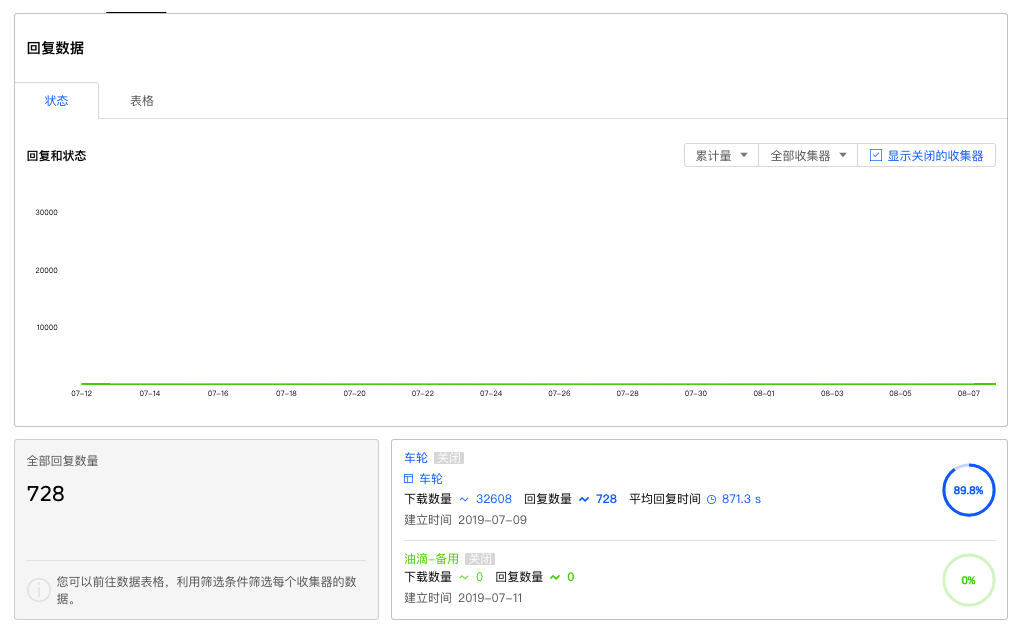 回复数据
状态 表格
回复和状态 累计量 全部收集器 显示关闭的收集器
30000
20000
10000
07-12 07-14 07-16 07-18 07-20 07-22 07-24 07-26 07-28 07-30 08-01 08-03 08-05 08-07
全部回复数量
728
您可以前往数据表格，利用筛选条件筛选每个收集器的数
据。
车轮 关闭
车轮
下载数量 32608 回复数量 728 平均回复时间 871.3 s
建立时间 2019-07-09
89.8%
油滴-备用 关闭
下载数量 0 回复数量 0
建立时间 2019-07-11
0%